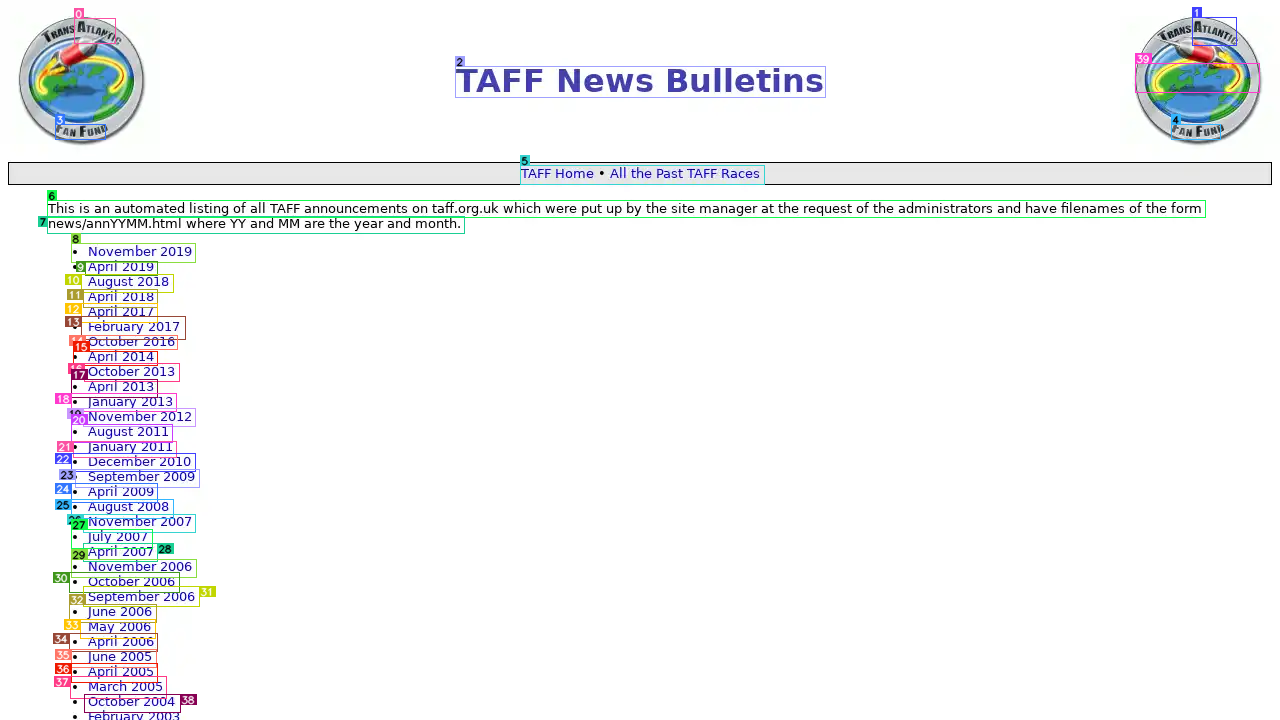 TRANS ATLANTIC
FAN FUND
TAFF News Bulletins
TRANS ATLANTIC
FAN FUND
TAFF Home • All the Past TAFF Races
This is an automated listing of all TAFF announcements on taff.org.uk which were put up by the site manager at the request of the administrators and have filenames of the form
news/annYYMM.html where YY and MM are the year and month.
• November 2019
• April 2019
• August 2018
• April 2018
• April 2017
• February 2017
• October 2016
• April 2014
• October 2013
• April 2013
• January 2013
• November 2012
• August 2011
• January 2011
• December 2010
• September 2009
• April 2009
• August 2008
• November 2007
• July 2007
• April 2007
• November 2006
• October 2006
• September 2006
• June 2006
• May 2006
• April 2006
• June 2005
• April 2005
• March 2005
• October 2004
• February 2003